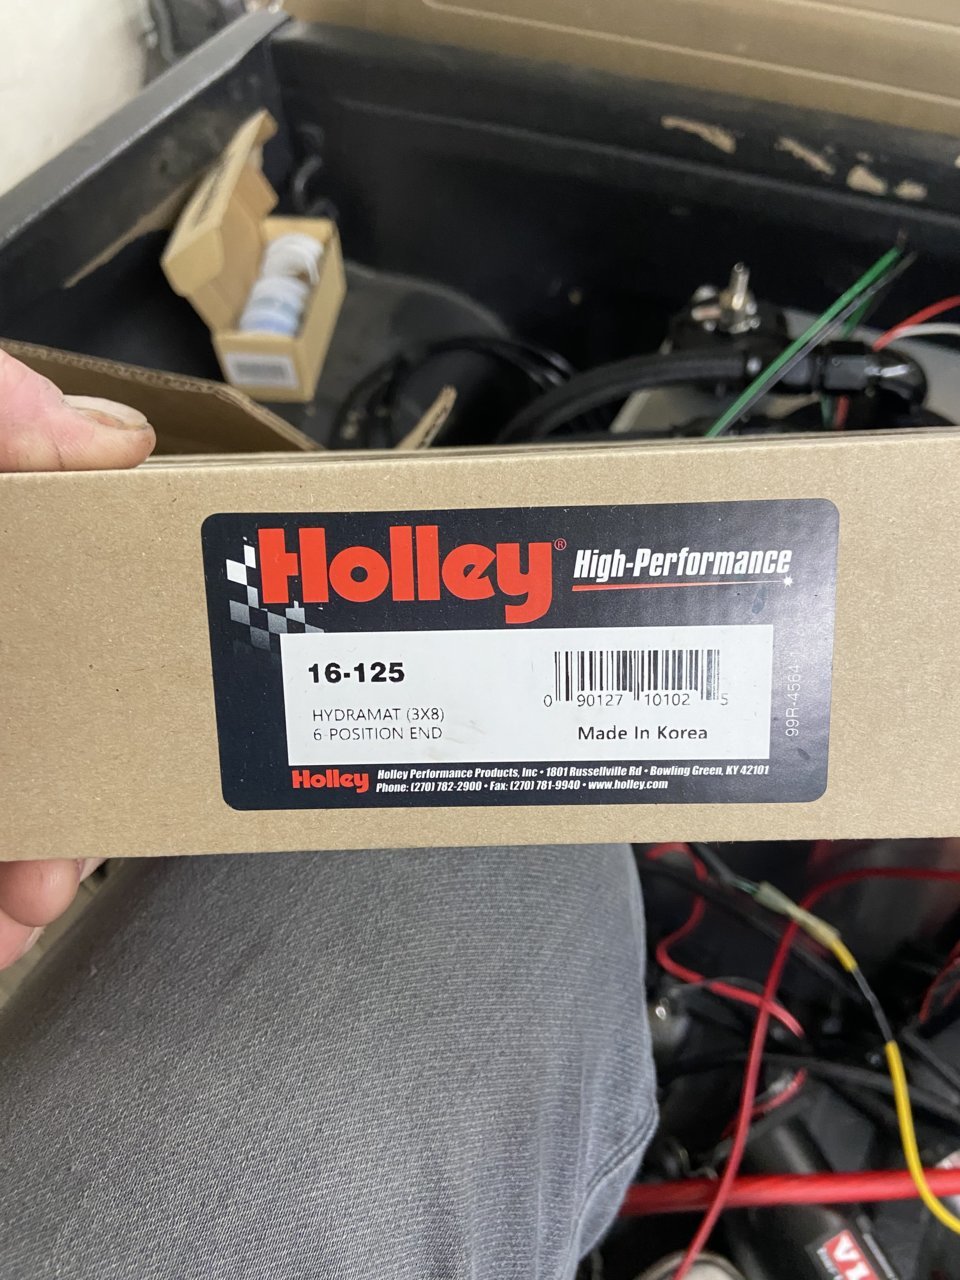 Holley® High-Performance
16-125
HYDRAMAT (3X8)
6-POSITION END
0 90127 10102 5
Made In Korea
99R-4564-1
Holley Holley Performance Products, Inc • 1801 Russellville Rd • Bowling Green, KY 42101
Phone: (270) 782-2900 • Fax: (270) 781-9940 • www.holley.com